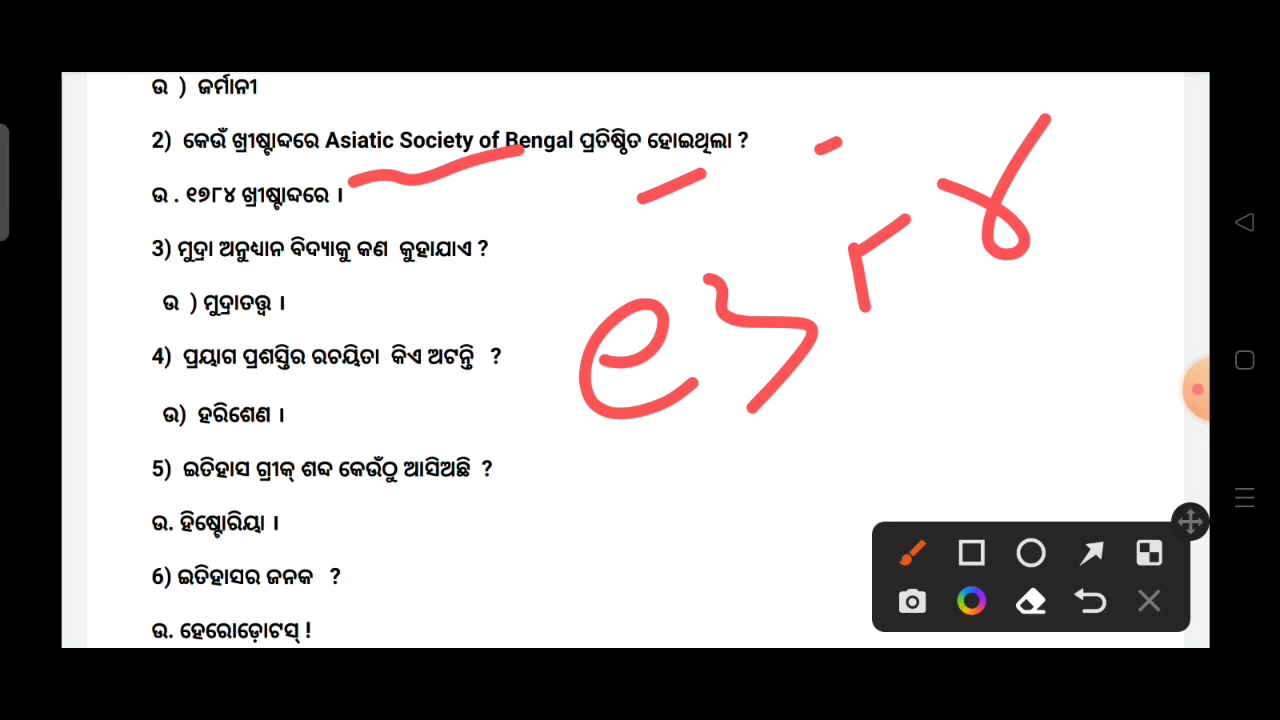 ଉ ) ଜର୍ମାନୀ
2) କେଉଁ ଖ୍ରୀଷ୍ଟାବ୍ଦରେ Asiatic Society of Bengal ପ୍ରତିଷ୍ଠିତ ହୋଇଥିଲା ?
ଉ . ୧୭୮୪ ଖ୍ରୀଷ୍ଟାବ୍ଦରେ ।
3) ମୁଦ୍ରା ଅନୁଧ୍ୟାନ ବିଦ୍ୟାକୁ କଣ କୁହାଯାଏ ?
ଉ ) ମୁଦ୍ରାତତ୍ତ୍ଵ ।
4) ପ୍ରୟାଗ ପ୍ରଶସ୍ତିର ରଚୟିତା କିଏ ଅଟନ୍ତି ?
ଉ) ହରିଶେଣ ।
5) ଇତିହାସ ଗ୍ରୀକ୍ ଶବ୍ଦ କେଉଁଠୁ ଆସିଅଛି ?
ଉ. ହିଷ୍ଟୋରିୟା ।
6) ଇତିହାସର ଜନକ ?
ଉ. ହେରୋଡ଼ୋଟସ୍ !